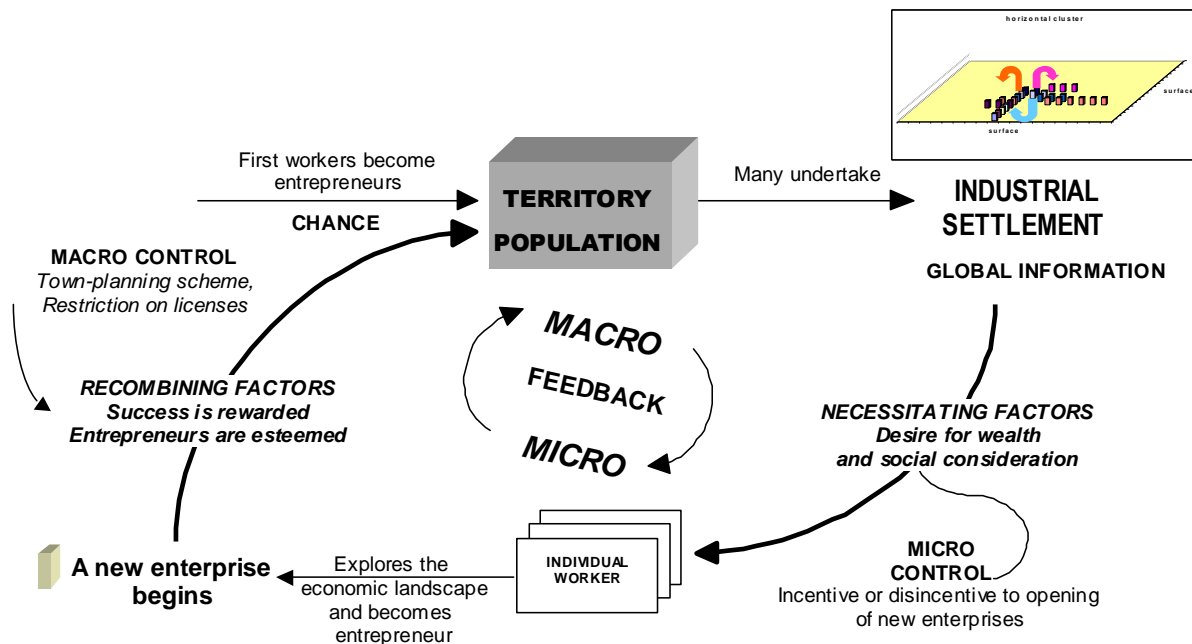 horizontal cluster
surface
surface
First workers become
entrepreneurs
CHANCE
TERRITORY
POPULATION
Many undertake
INDUSTRIAL
SETTLEMENT
GLOBAL INFORMATION
MACRO CONTROL
Town-planning scheme,
Restriction on licenses
MACRO
FEEDBACK
MICRO
RECOMBINING FACTORS
Success is rewarded
Entrepreneurs are esteemed
NECESSITATING FACTORS
Desire for wealth
and social consideration
A new enterprise
begins
Explores the
economic landscape
and becomes
entrepreneur
INDIVIDUAL
WORKER
MICRO
CONTROL
Incentive or disincentive to opening
of new enterprises